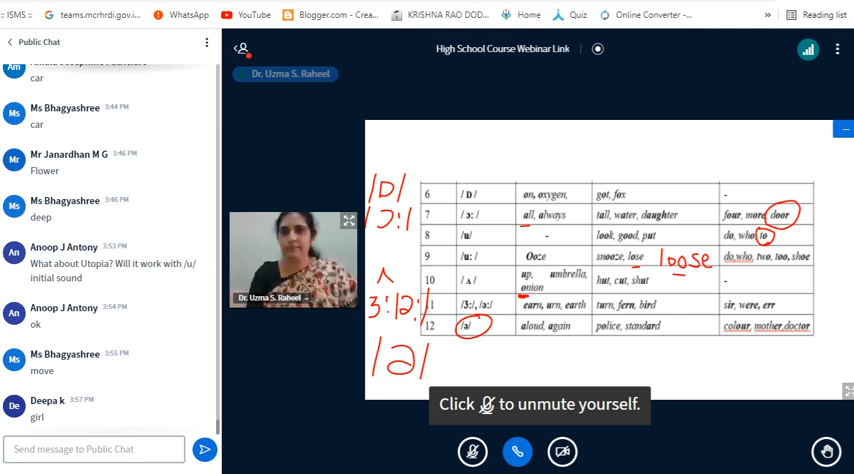 :: ISMS ::
teams.mcrhrdi.gov.i...
WhatsApp
YouTube
Blogger.com - Crea...
KRISHNA RAO DOD...
Home
Quiz
Online Converter -...
»
Reading list
Public Chat
car
Ms Bhagyashree 3:44 PM
car
Mr Janardhan M G 3:46 PM
Flower
Ms Bhagyashree 3:46 PM
deep
Anoop J Antony 3:53 PM
What about Utopia? Will it work with /u/
initial sound
Anoop J Antony 3:54 PM
ok
Ms Bhagyashree 3:55 PM
move
Deepa k 3:57 PM
girl
Send message to Public Chat
High School Course Webinar Link
Dr. Uzma S. Raheel
Dr. Uzma S. Raheel
6 /ɒ/ on, oxygen, got, fox -
7 /ɔ: / all, always tall, water, daughter four, more door
8 /u/ - look, good, put do, who to
9 /u: / Ooze snooze, lose do,who, two, too, shoe
10 /ʌ / up, umbrella, onion hut, cut, shut -
11 /3:/, /ə:/ earn, urn, earth turn, fern, bird sir, were, err
12 /ə/ aloud, again police, standard colour, mother,doctor
/ɒ/
/ɔ:/
ʌ
3:/ə:/
/ə/
loose
Click to unmute yourself.